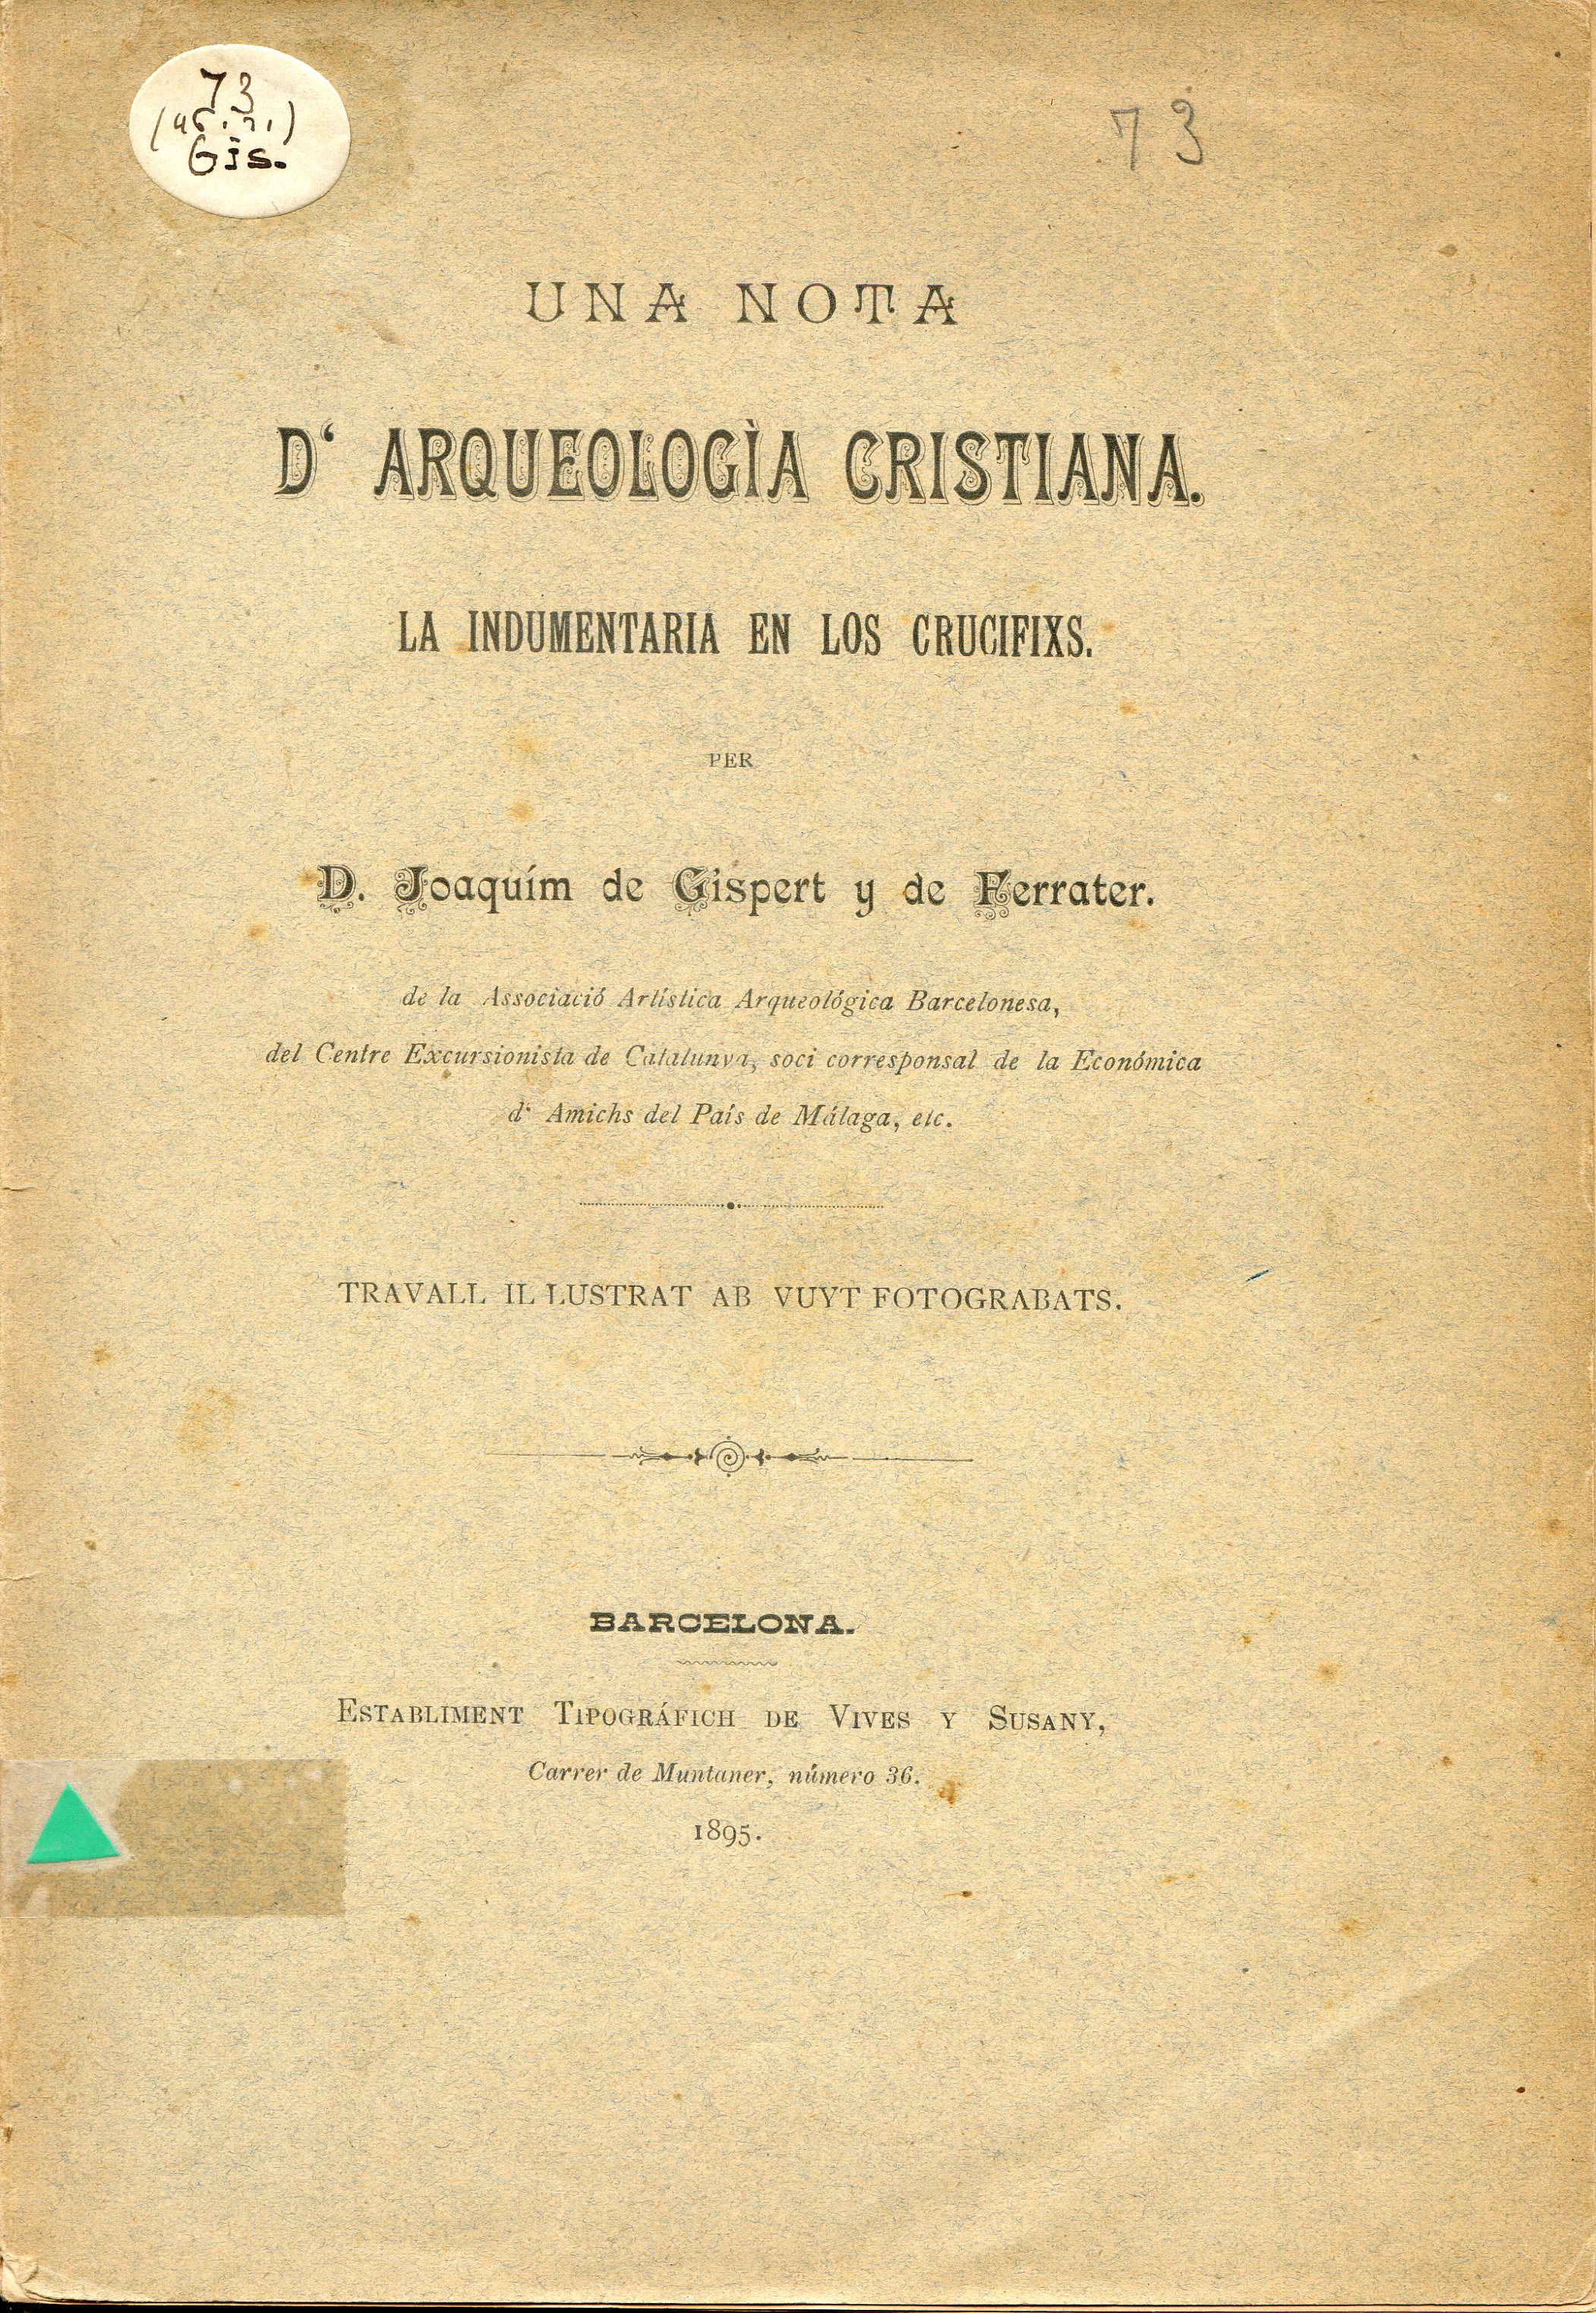 73
(46.71)
Gis.
73
UNA NOTA
D' ARQUEOLOGÌA CRISTIANA.
LA INDUMENTARIA EN LOS CRUCIFIXS.
PER
D. Joaquím de Gispert y de Ferrater.
de la Associació Artística Arqueológica Barcelonesa,
del Centre Excursionista de Catalunya, soci corresponsal de la Económica
d' Amichs del País de Málaga, etc.
TRAVALL IL LUSTRAT AB VUYT FOTOGRABATS.
BARCELONA.
ESTABLIMENT TIPOGRÁFICH DE VIVES Y SUSANY,
Carrer de Muntaner, número 36.
1895.